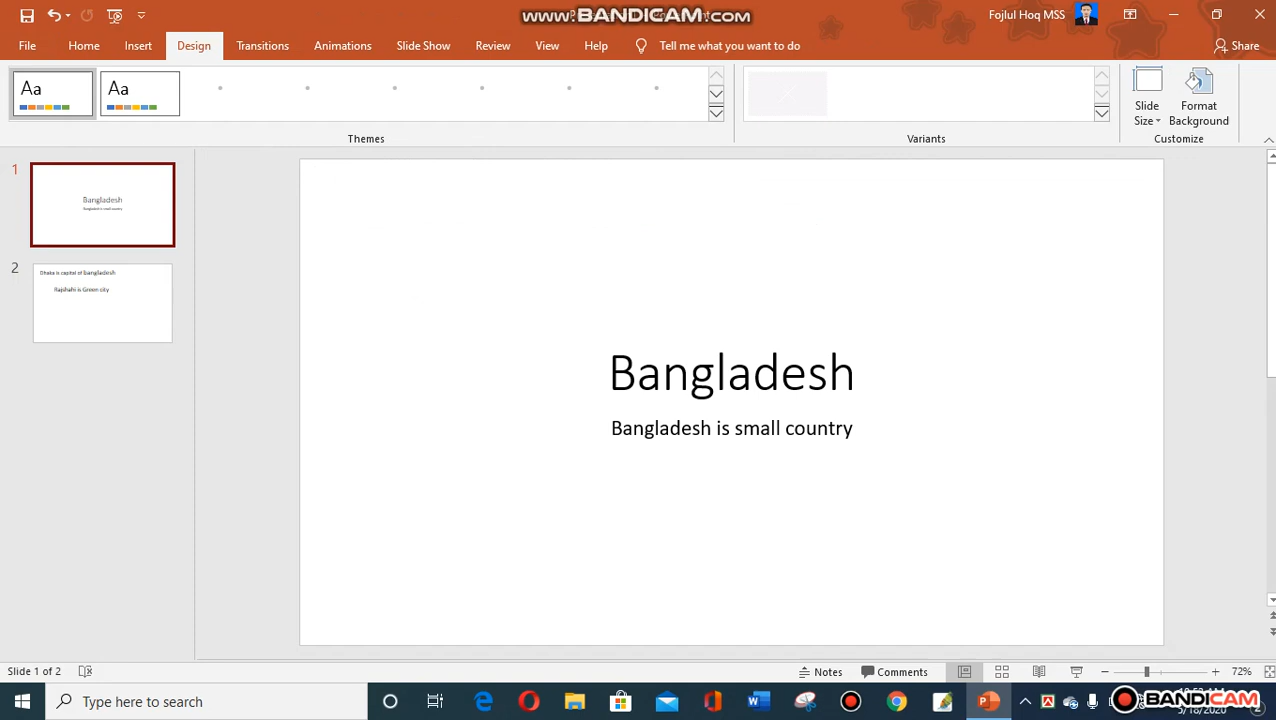 WWW.BANDICAM.COM
Fojlul Hoq MSS
File Home Insert Design Transitions Animations Slide Show Review View Help Tell me what you want to do Share
Aa Aa
Slide Size
Format Background
Themes Variants Customize
1
Bangladesh
Bangladesh is small country
2
Dhaka is capital of bangladesh
Rajshahi is Green city
Bangladesh
Bangladesh is small country
Slide 1 of 2 Notes Comments 72%
Type here to search
BANDICAM
5/18/2020